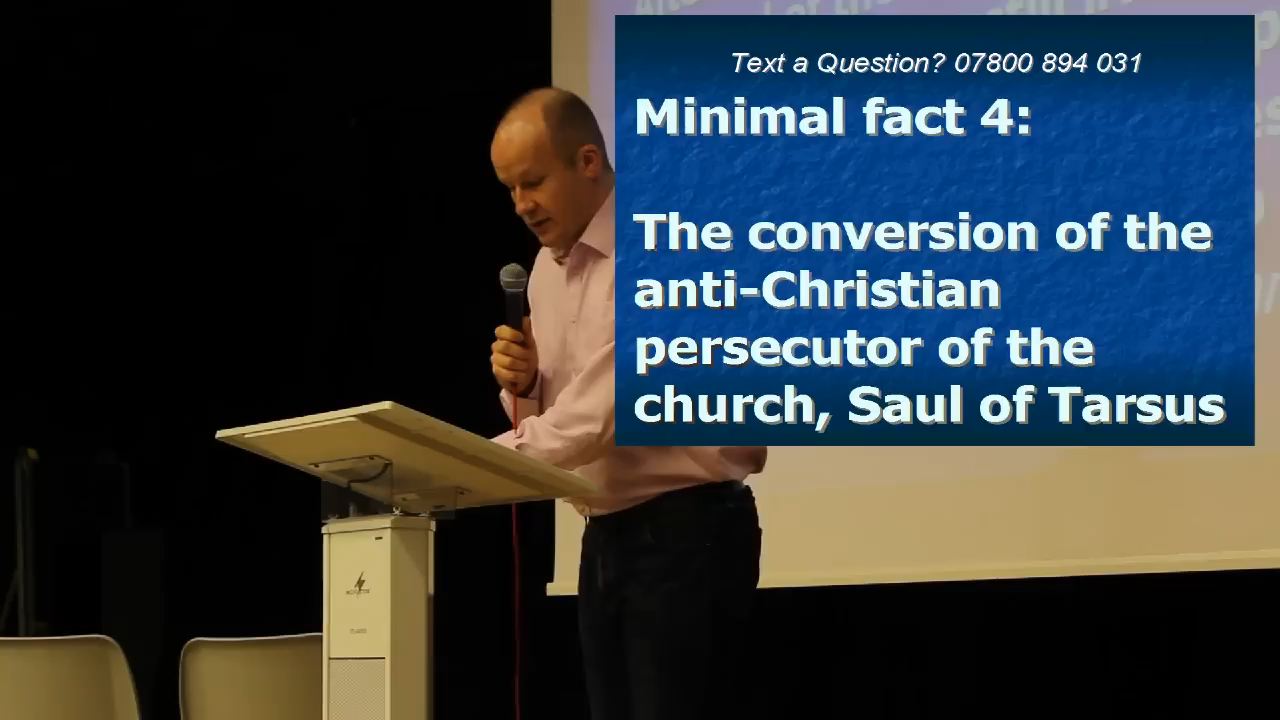 Text a Question? 07800 894 031
Minimal fact 4:
The conversion of the
anti-Christian
persecutor of the
church, Saul of Tarsus